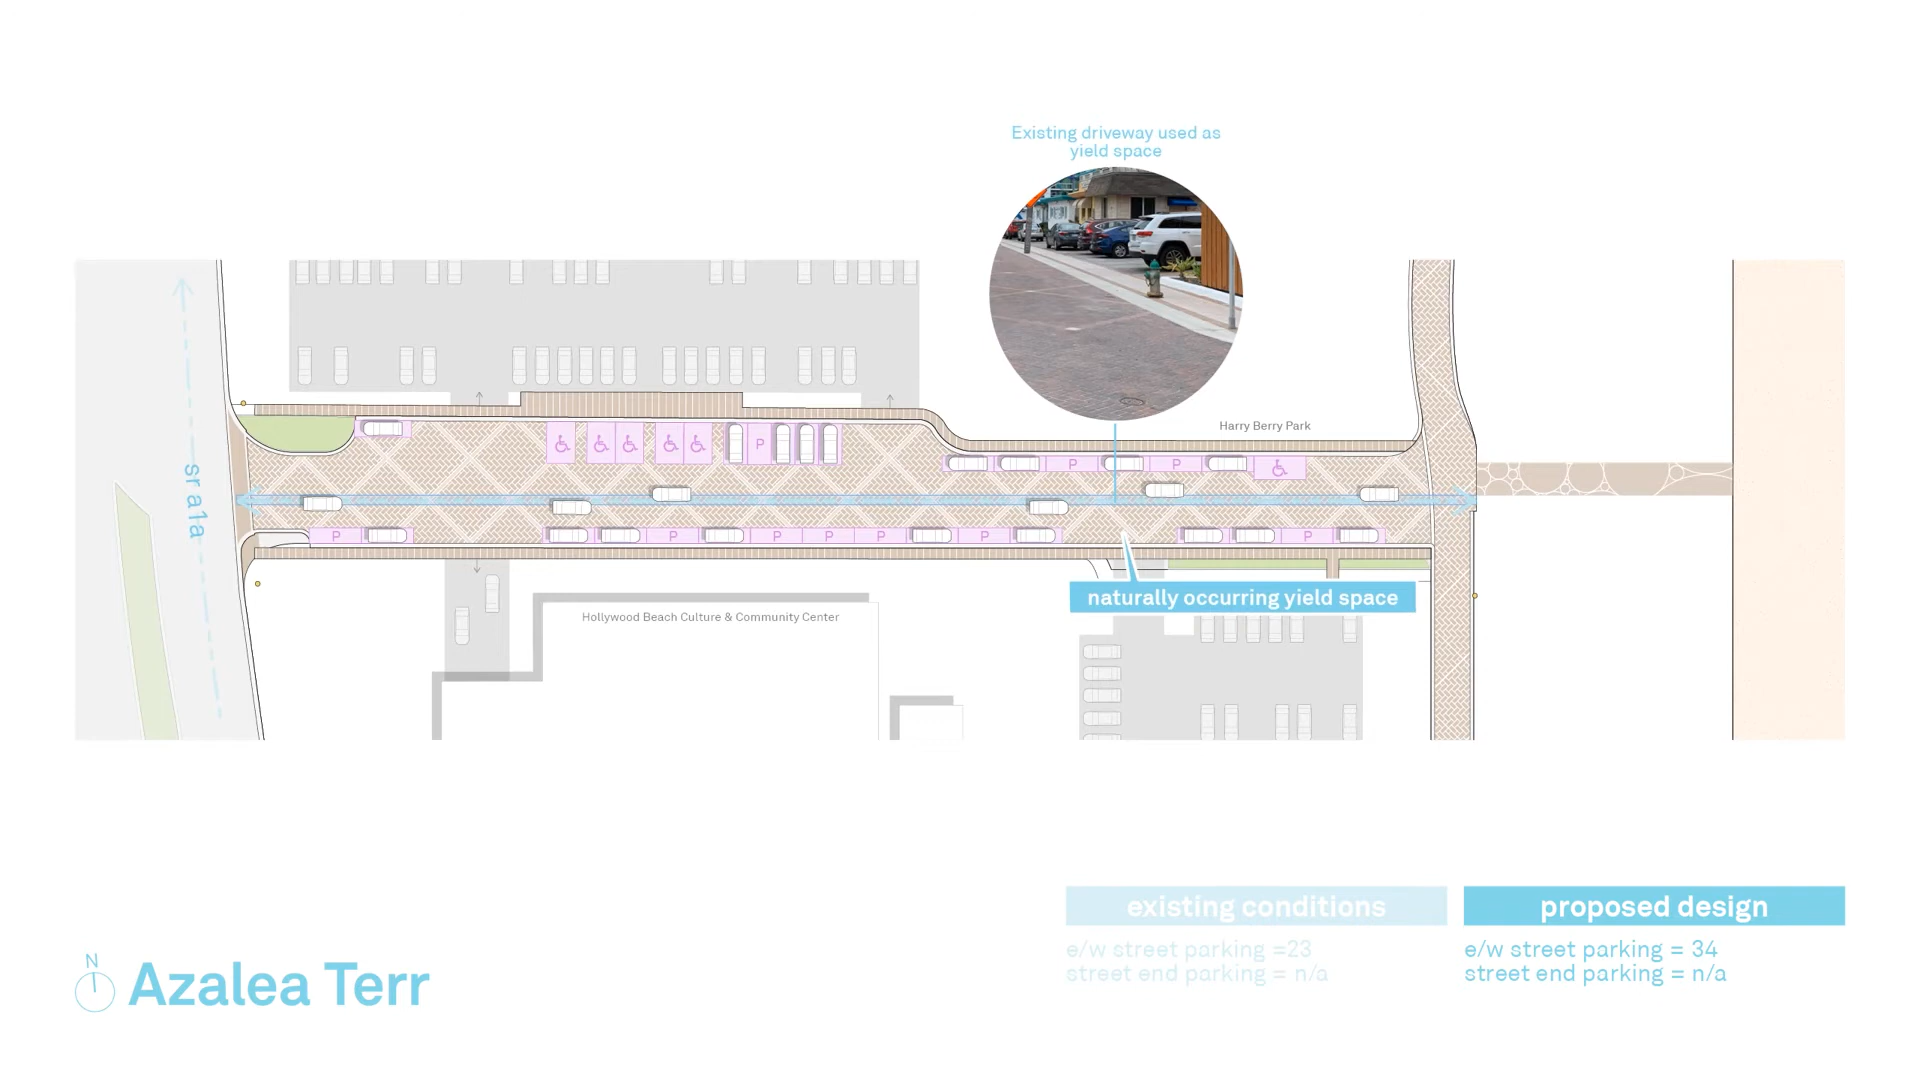 Existing driveway used as
yield space
Harry Berry Park
sr a1a
P
P
P
P
P
P
P
P
P
P
P
naturally occurring yield space
Hollywood Beach Culture & Community Center
existing conditions
e/w street parking =23
street end parking = n/a
proposed design
e/w street parking = 34
street end parking = n/a
N
Azalea Terr